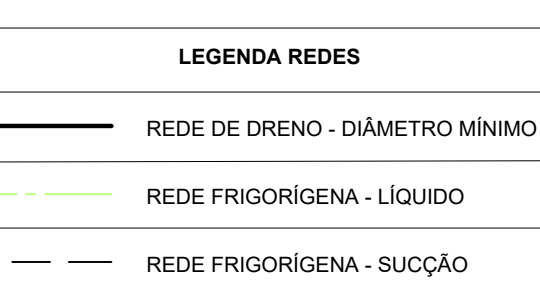 LEGENDA REDES
REDE DE DRENO - DIÂMETRO MÍNIMO
REDE FRIGORÍGENA - LÍQUIDO
REDE FRIGORÍGENA - SUCÇÃO